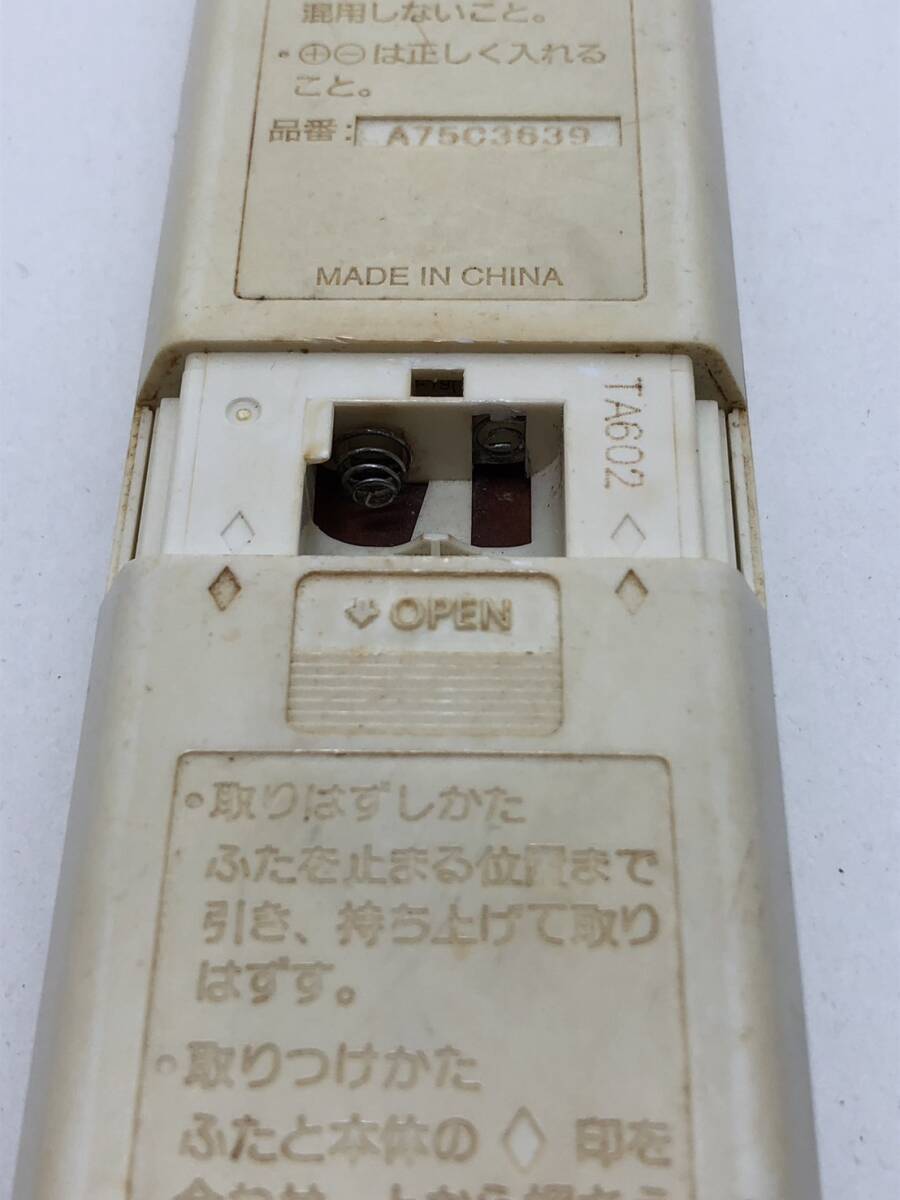 混用しないこと。
・⊕⊖は正しく入れる
こと。
品番: A75C3639
MADE IN CHINA
TA602
OPEN
・取りはずしかた
ふたを止まる位置まで
引き、持ち上げて取り
はずす。
・取りつけかた
ふたと本体の◇印を